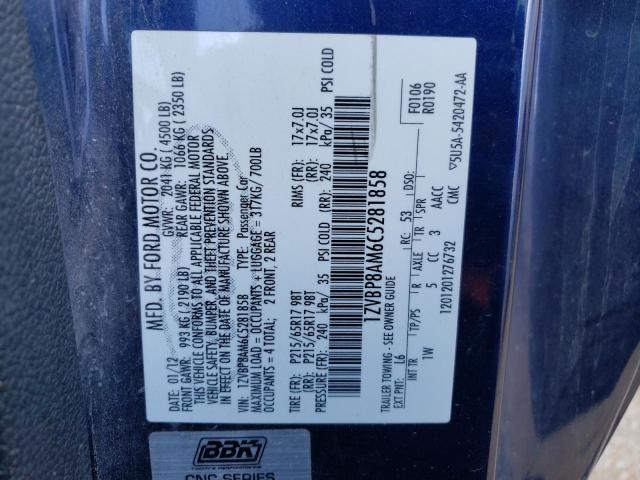 MFD. BY FORD MOTOR CO.
DATE: 01/12 GVWR: 2041 KG (4500 LB)
FRONT GAWR: 993 KG (2190 LB) REAR GAWR: 1066 KG (2350 LB)
THIS VEHICLE CONFORMS TO ALL APPLICABLE FEDERAL MOTOR
VEHICLE SAFETY, BUMPER, AND THEFT PREVENTION STANDARDS
IN EFFECT ON THE DATE OF MANUFACTURE SHOWN ABOVE.
VIN: 1ZVBP8AM6C5281858 TYPE: Passenger Car
MAXIMUM LOAD = OCCUPANTS + LUGGAGE = 317KG/700LB
OCCUPANTS = 4 TOTAL; 2 FRONT, 2 REAR
TIRE (FR): P215/65R17 98T RIMS (FR): 17x7.0J
TIRE (RR): P215/65R17 98T RIMS (RR): 17x7.0J
PRESSURE (FR): 240 kPa/ 35 PSI COLD (RR): 240 kPa/ 35 PSI COLD
1ZVBP8AM6C5281858
TRAILER TOWING - SEE OWNER GUIDE
F0106
R0190
EXT PNT: L6 RC: 53 DSO:
INT TR TP/PS R AXLE TR SPR
1W 5 CC 3 AACC
CMC
1201201276732
5U5A-5420472-AA
BBK
CNC SERIES